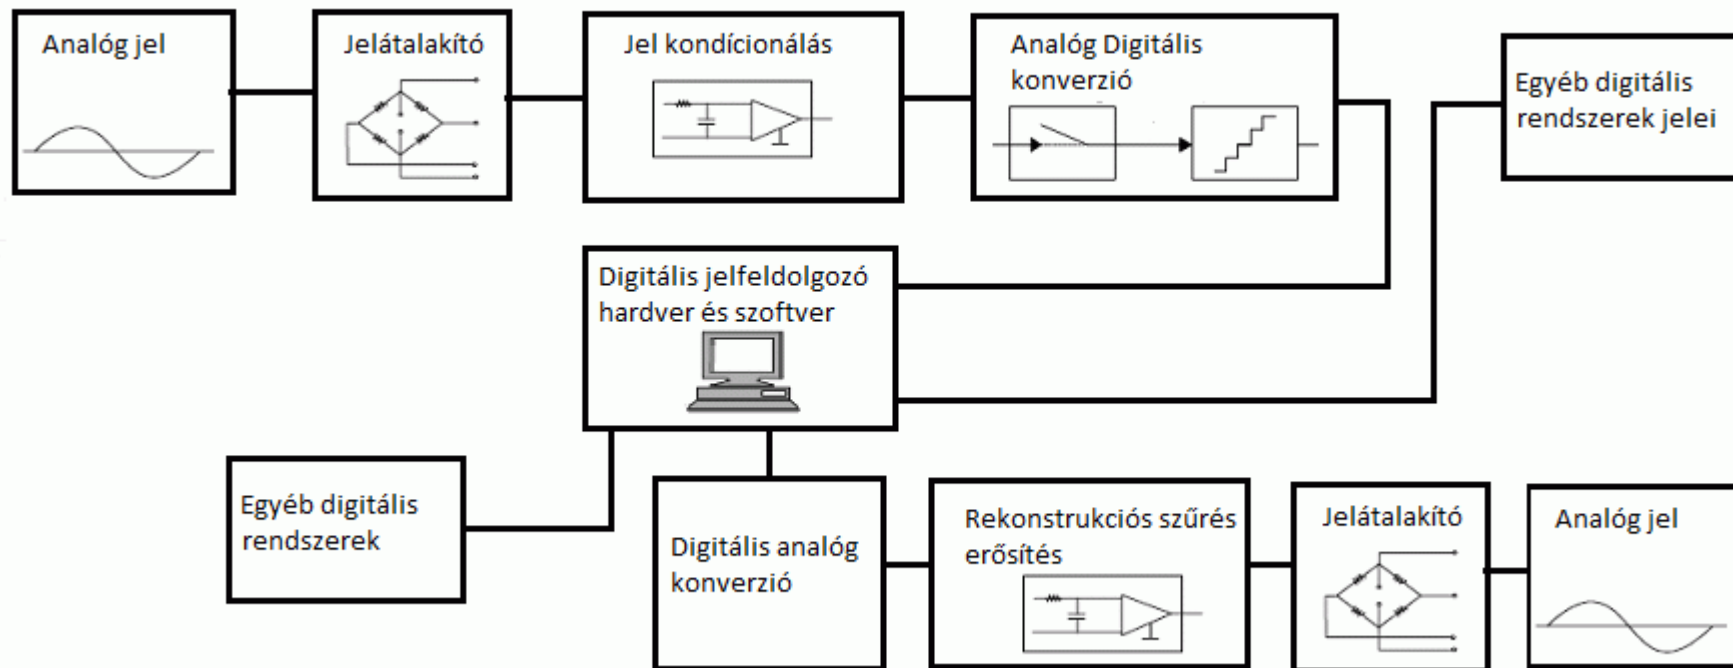 Analóg jel
Jelátalakító
Jel kondícionálás
Analóg Digitális
konverzió
Egyéb digitális
rendszerek jelei
Digitális jelfeldolgozó
hardver és szoftver
Egyéb digitális
rendszerek
Digitális analóg
konverzió
Rekonstrukciós szűrés
erősítés
Jelátalakító
Analóg jel